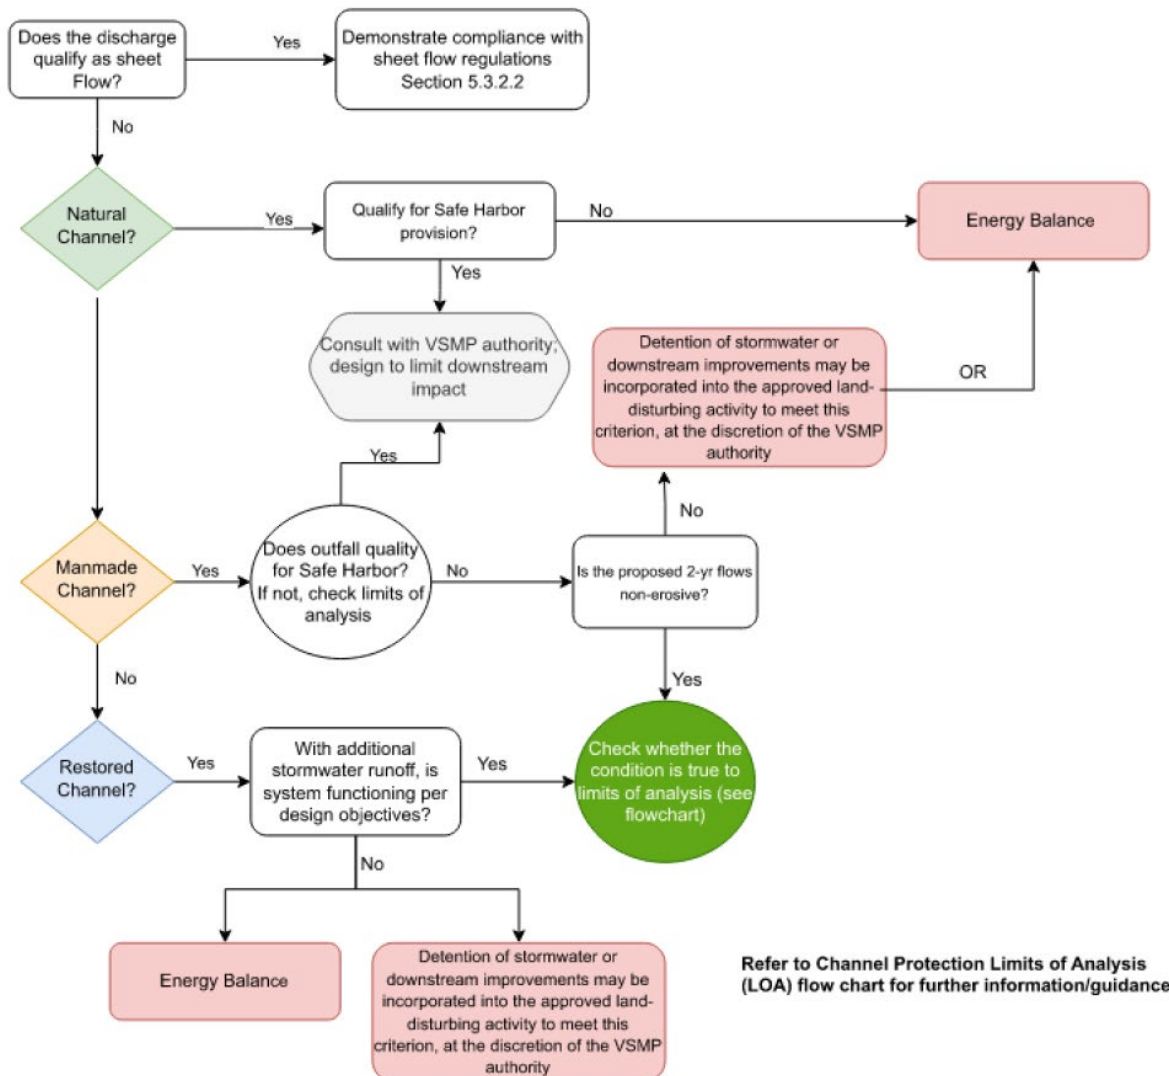 Does the discharge
qualify as sheet
Flow?
Yes
Demonstrate compliance with
sheet flow regulations
Section 5.3.2.2
No
Natural
Channel?
Yes
Qualify for Safe Harbor
provision?
No
Energy Balance
Yes
Consult with VSMP authority;
design to limit downstream
impact
Detention of stormwater or
downstream improvements may be
incorporated into the approved land-
disturbing activity to meet this
criterion, at the discretion of the VSMP
authority
OR
Yes
No
Manmade
Channel?
Yes
Does outfall quality
for Safe Harbor?
If not, check limits of
analysis
No
Is the proposed 2-yr flows
non-erosive?
No
Yes
Restored
Channel?
Yes
With additional
stormwater runoff, is
system functioning per
design objectives?
Yes
Check whether the
condition is true to
limits of analysis (see
flowchart)
No
Energy Balance
Detention of stormwater or
downstream improvements may be
incorporated into the approved land-
disturbing activity to meet this
criterion, at the discretion of the VSMP
authority
Refer to Channel Protection Limits of Analysis
(LOA) flow chart for further information/guidance